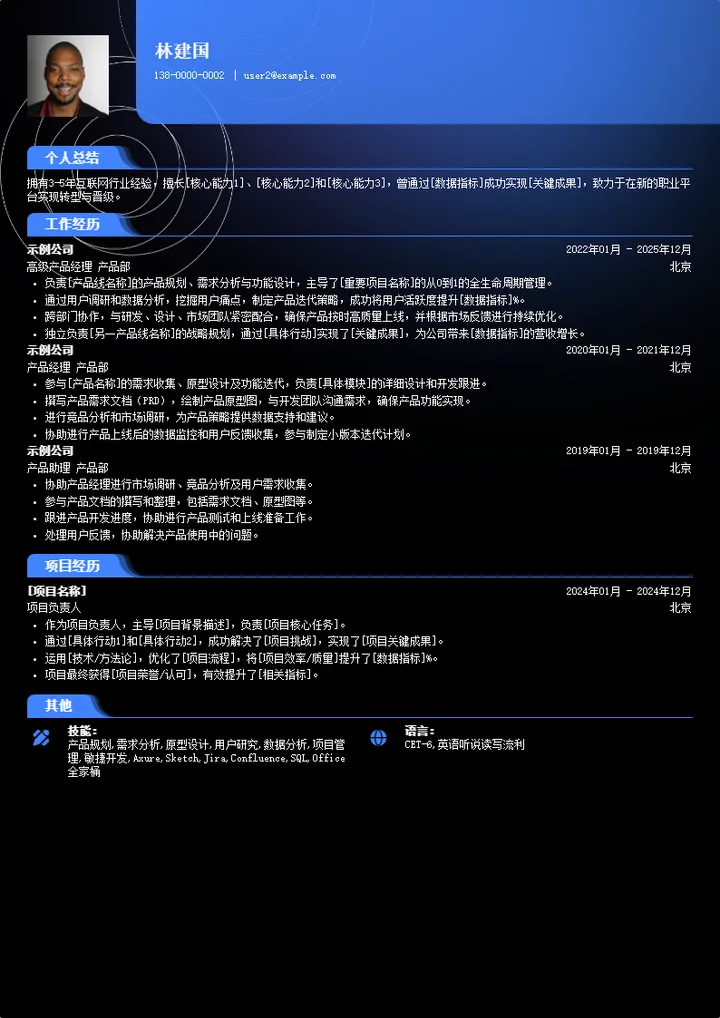 林建国
138-0000-0002 | user2@example.com
个人总结
拥有3-5年互联网行业经验，擅长[核心能力1]、[核心能力2]和[核心能力3]，曾通过[数据指标]成功实现[关键成果]，致力于在新的职业平
台实现转型与晋级。
工作经历
示例公司 2022年01月 - 2025年12月
高级产品经理 产品部 北京
• 负责[产品线名称]的产品规划、需求分析与功能设计，主导了[重要项目名称]的从0到1的全生命周期管理。
• 通过用户调研和数据分析，挖掘用户痛点，制定产品迭代策略，成功将用户活跃度提升[数据指标]%。
• 跨部门协作，与研发、设计、市场团队紧密配合，确保产品按时高质量上线，并根据市场反馈进行持续优化。
• 独立负责[另一产品线名称]的战略规划，通过[具体行动]实现了[关键成果]，为公司带来[数据指标]的营收增长。
示例公司 2020年01月 - 2021年12月
产品经理 产品部 北京
• 参与[产品名称]的需求收集、原型设计及功能迭代，负责[具体模块]的详细设计和开发跟进。
• 撰写产品需求文档（PRD），绘制产品原型图，与开发团队沟通需求，确保产品功能实现。
• 进行竞品分析和市场调研，为产品策略提供数据支持和建议。
• 协助进行产品上线后的数据监控和用户反馈收集，参与制定小版本迭代计划。
示例公司 2019年01月 - 2019年12月
产品助理 产品部 北京
• 协助产品经理进行市场调研、竞品分析及用户需求收集。
• 参与产品文档的撰写和整理，包括需求文档、原型图等。
• 跟进产品开发进度，协助进行产品测试和上线准备工作。
• 处理用户反馈，协助解决产品使用中的问题。
项目经历
[项目名称] 2024年01月 - 2024年12月
项目负责人 北京
• 作为项目负责人，主导[项目背景描述]，负责[项目核心任务]。
• 通过[具体行动1]和[具体行动2]，成功解决了[项目挑战]，实现了[项目关键成果]。
• 运用[技术/方法论]，优化了[项目流程]，将[项目效率/质量]提升了[数据指标]%。
• 项目最终获得[项目荣誉/认可]，有效提升了[相关指标]。
其他
技能：
产品规划,需求分析,原型设计,用户研究,数据分析,项目管
理,敏捷开发,Axure,Sketch,Jira,Confluence,SQL,Office
全家桶
语言：
CET-6,英语听说读写流利